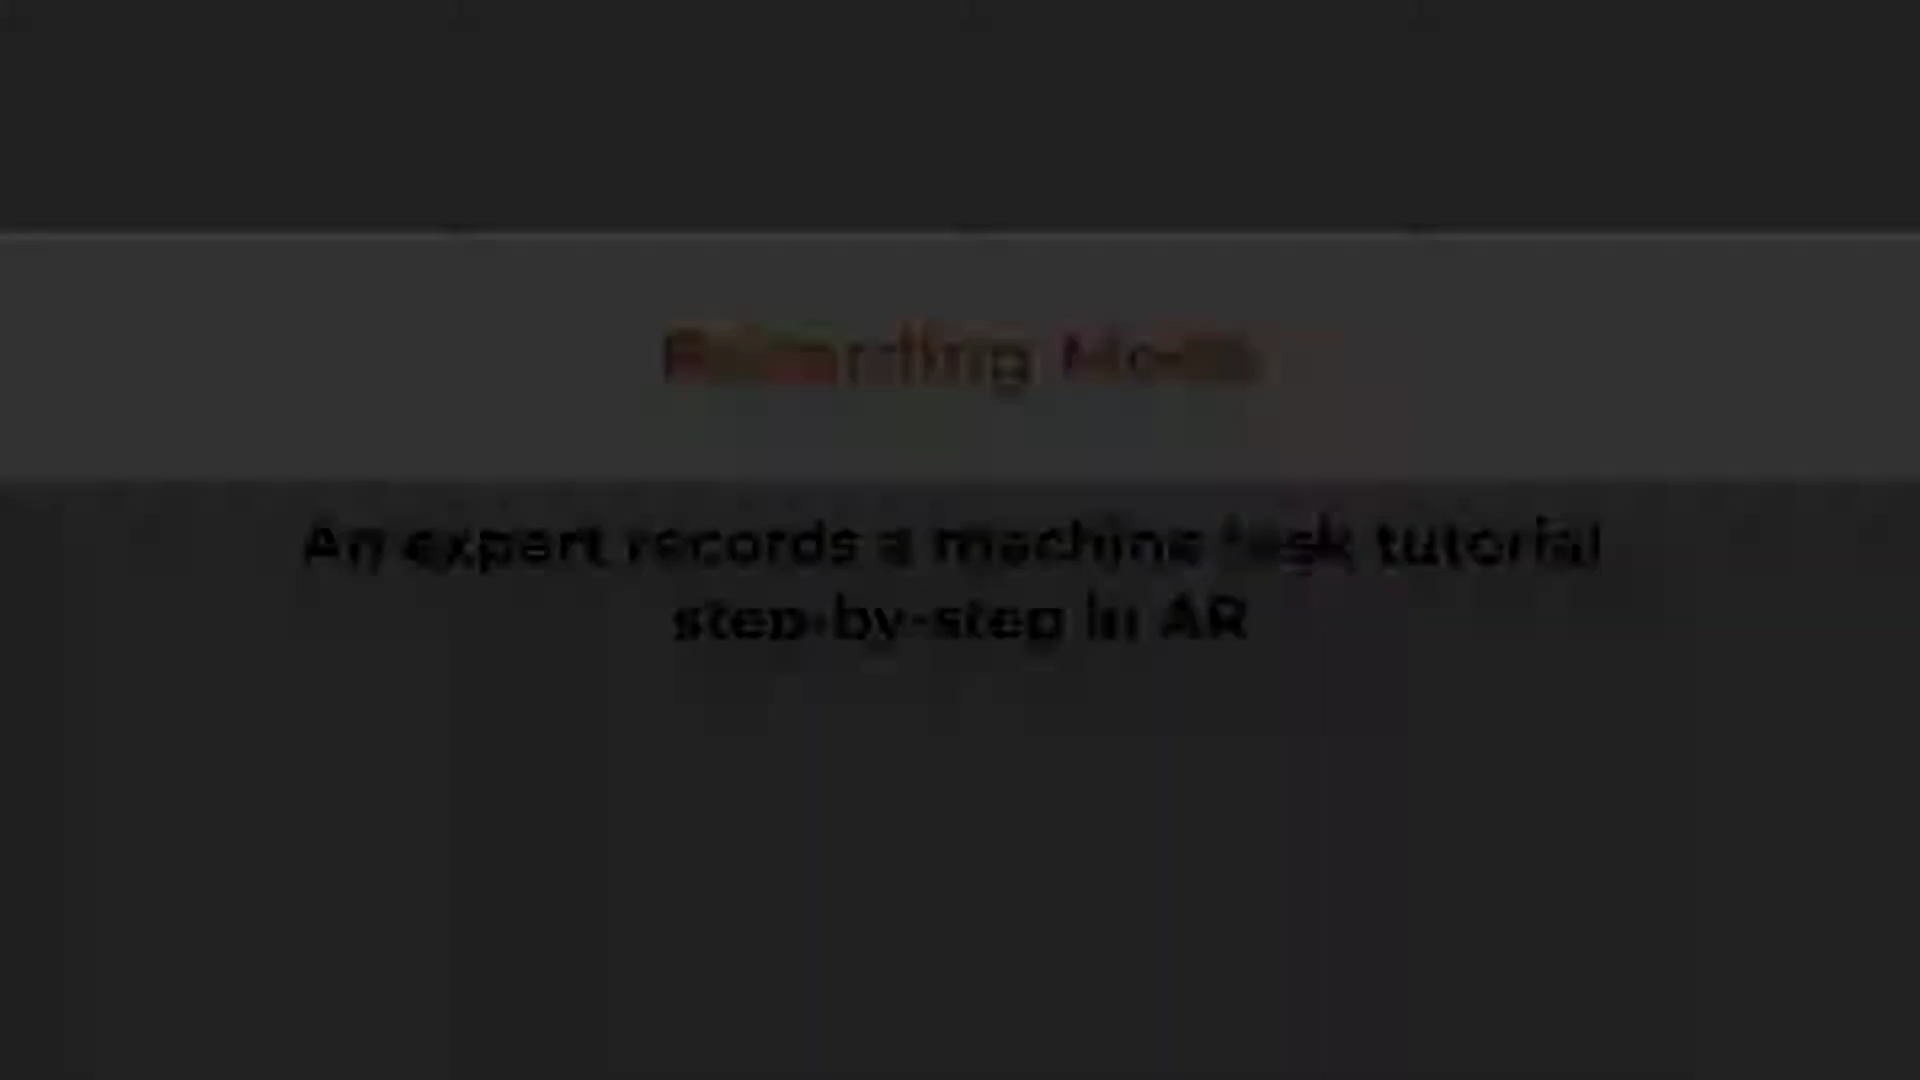 Recording Mode
An expert records a machine task tutorial
step-by-step in AR